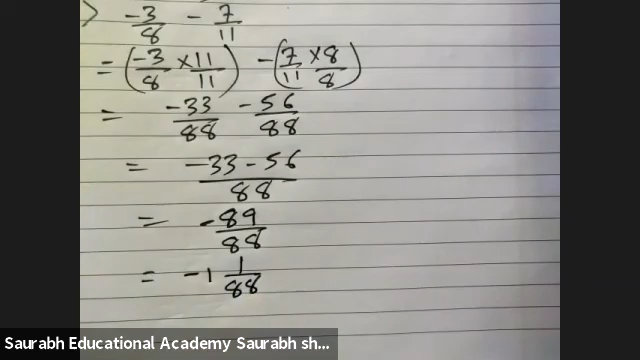 > -3/8 - 7/11
= (-3/8 × 11/11) - (7/11 × 8/8)
= -33/88 - 56/88
= -33 - 56/88
= -89/88
= -1 1/88
Saurabh Educational Academy Saurabh sh...